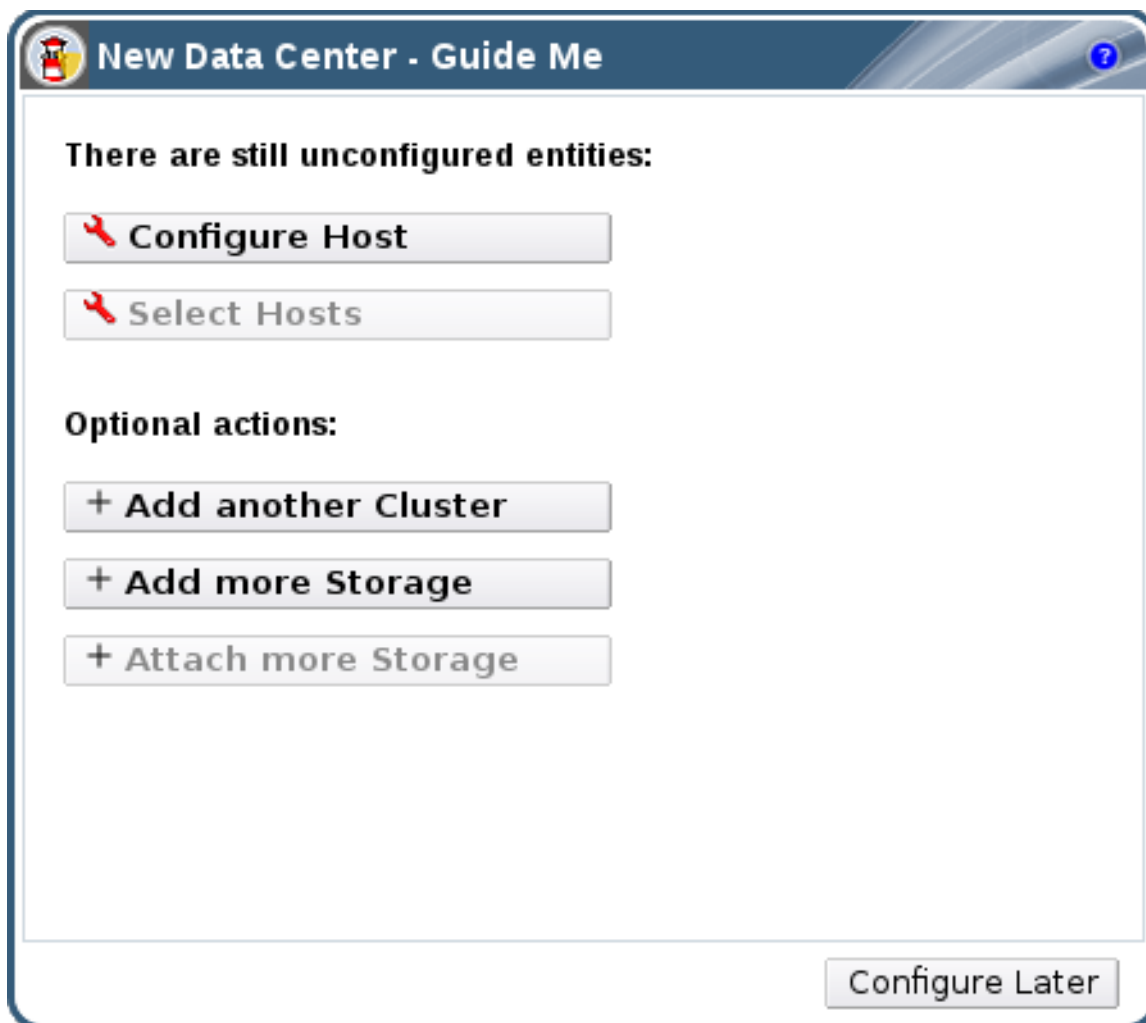 New Data Center - Guide Me
?
There are still unconfigured entities:
Configure Host
Select Hosts
Optional actions:
+ Add another Cluster
+ Add more Storage
+ Attach more Storage
Configure Later